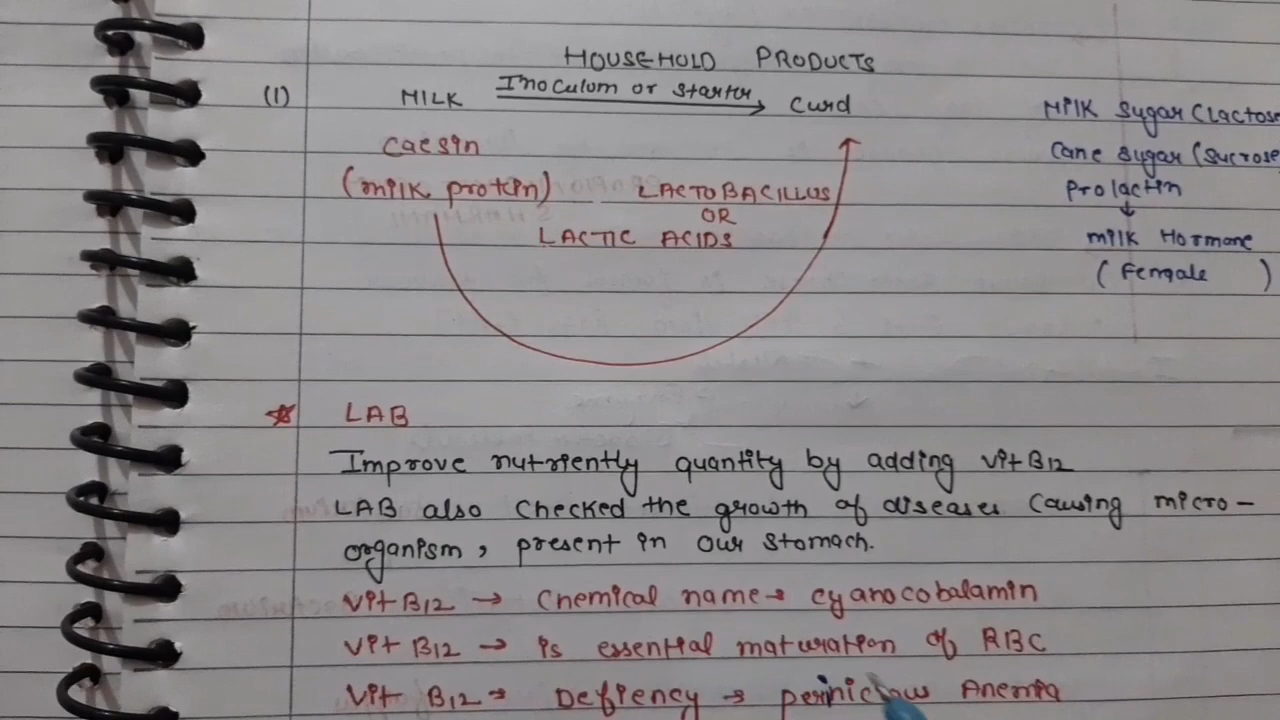 HOUSEHOLD PRODUCTS
(1) MILK Inoculum or starter Curd
Milk Sugar (Lactose
Caesin
Cane Sugar (Sucrose
(milk protein) LACTOBACILLUS
Prolactin
OR
LACTIC ACIDS
milk Hormone
(Female)
LAB
Improve nutriently quantity by adding Vit B12
LAB also checked the growth of diseases causing micro-
organism, present in our stomach.
Vit B12 → Chemical name → cyanocobalamin
Vit B12 → is essential maturation of RBC
Vit B12 → Defiency → Anemia